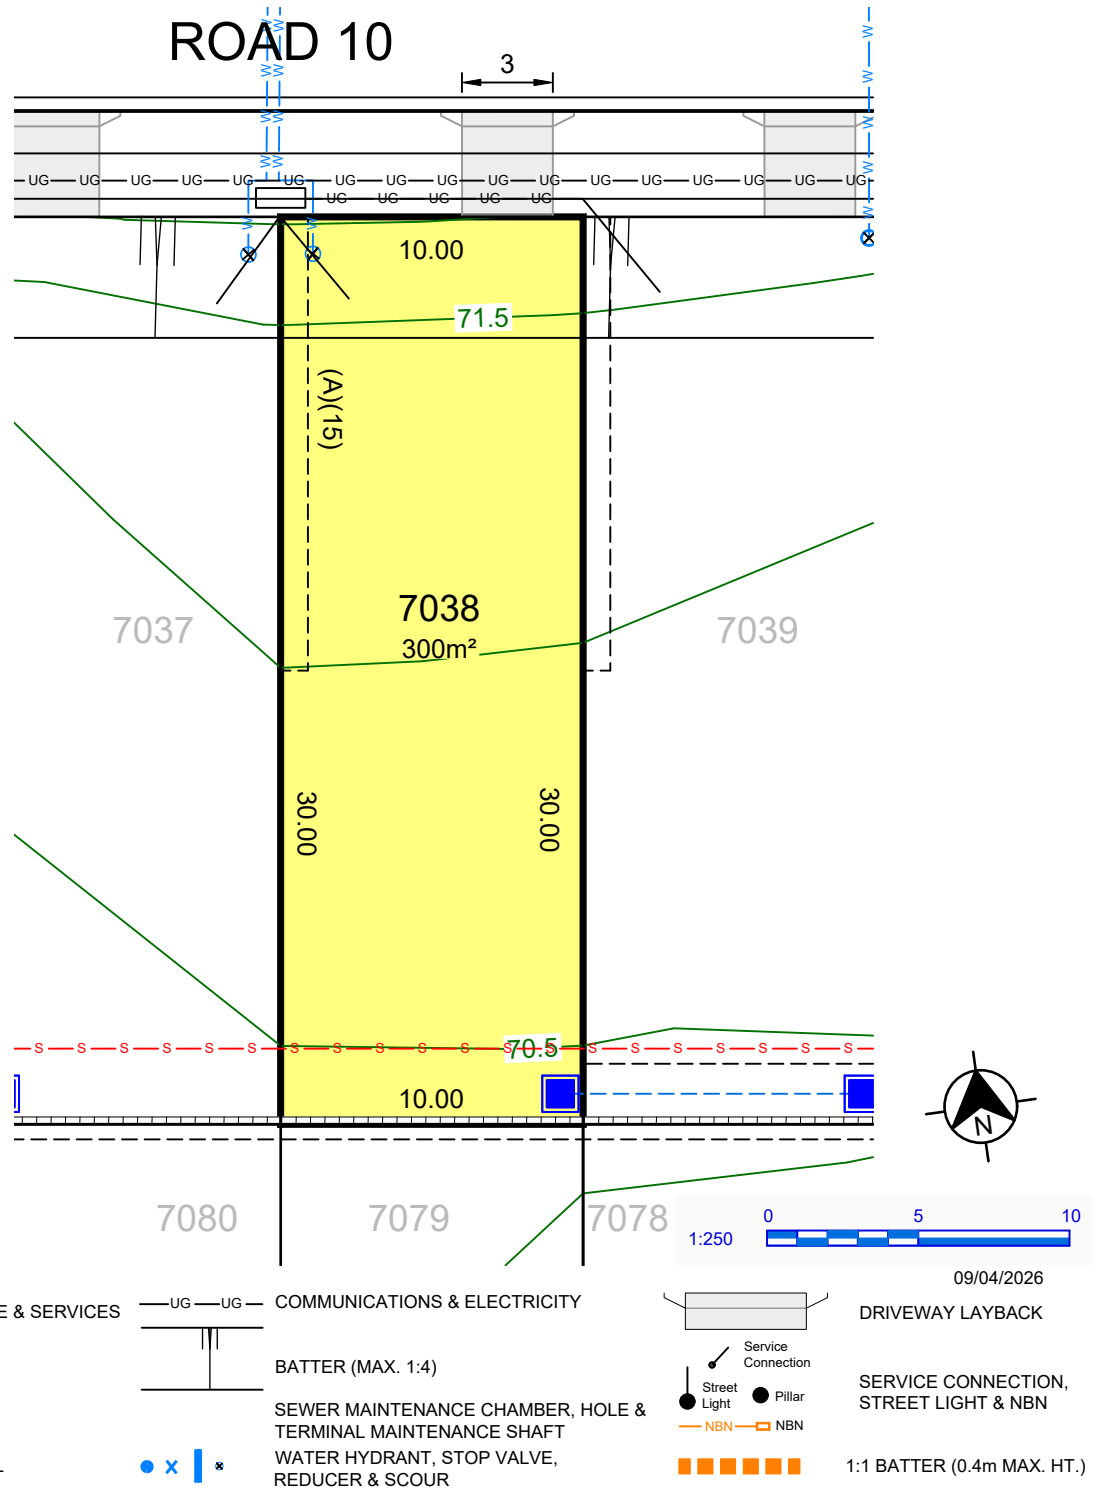 ROAD 10
3
W W W W
W W
W W
W W
W
W
W
W
W
UG UG UG UG UG UG UG UG UG UG UG UG UG UG UG UG UG
UG UG UG UG UG
W W
10.00
71.5
(A)(15)
7038
300m²
7037
7039
30.00
30.00
S S S S S S S S S S S S S S S S S S S S
70.5
10.00
N
7080
7079
7078
0 5 10
1:250
09/04/2026
E & SERVICES
UG UG
COMMUNICATIONS & ELECTRICITY
DRIVEWAY LAYBACK
BATTER (MAX. 1:4)
Service
Connection
Street
Light
Pillar
SERVICE CONNECTION,
STREET LIGHT & NBN
NBN
NBN
SEWER MAINTENANCE CHAMBER, HOLE &
TERMINAL MAINTENANCE SHAFT
WATER HYDRANT, STOP VALVE,
REDUCER & SCOUR
1:1 BATTER (0.4m MAX. HT.)